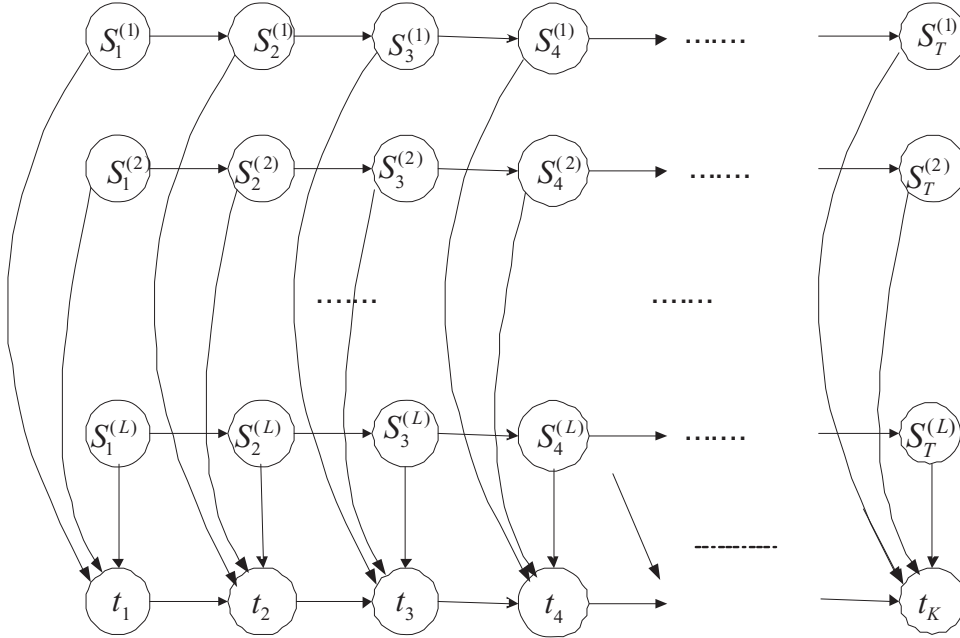 S_1^{(1)} S_2^{(1)} S_3^{(1)} S_4^{(1)} ……. S_T^{(1)}
S_1^{(2)} S_2^{(2)} S_3^{(2)} S_4^{(2)} ……. S_T^{(2)}
……. …….
S_1^{(L)} S_2^{(L)} S_3^{(L)} S_4^{(L)} ……. S_T^{(L)}
t_1 t_2 t_3 t_4 t_K